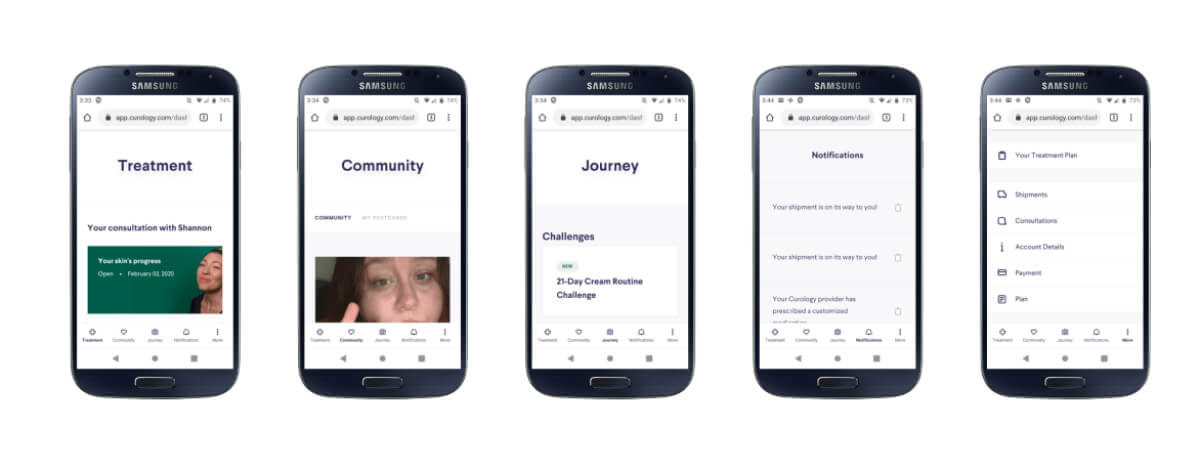 SAMSUNG
3:33
74%
app.curology.com/dasl
3
Treatment
Your consultation with Shannon
Your skin's progress
Open • February 02, 2020
Treatment
Community
Journey
Notifications
More
SAMSUNG
3:34
74%
app.curology.com/dasl
3
Community
COMMUNITY
MY POSTCARDS
Treatment
Community
Journey
Notifications
More
SAMSUNG
3:34
74%
app.curology.com/dasl
3
Journey
Challenges
NEW
21-Day Cream Routine
Challenge
Treatment
Community
Journey
Notifications
More
SAMSUNG
3:44
73%
app.curology.com/dasl
3
Notifications
Your shipment is on its way to you!
Your shipment is on its way to you!
Your Curology provider has
prescribed a customized
Treatment
Community
Journey
Notifications
More
SAMSUNG
3:44
73%
app.curology.com/dasl
3
Your Treatment Plan
Shipments
Consultations
Account Details
Payment
Plan
Treatment
Community
Journey
Notifications
More